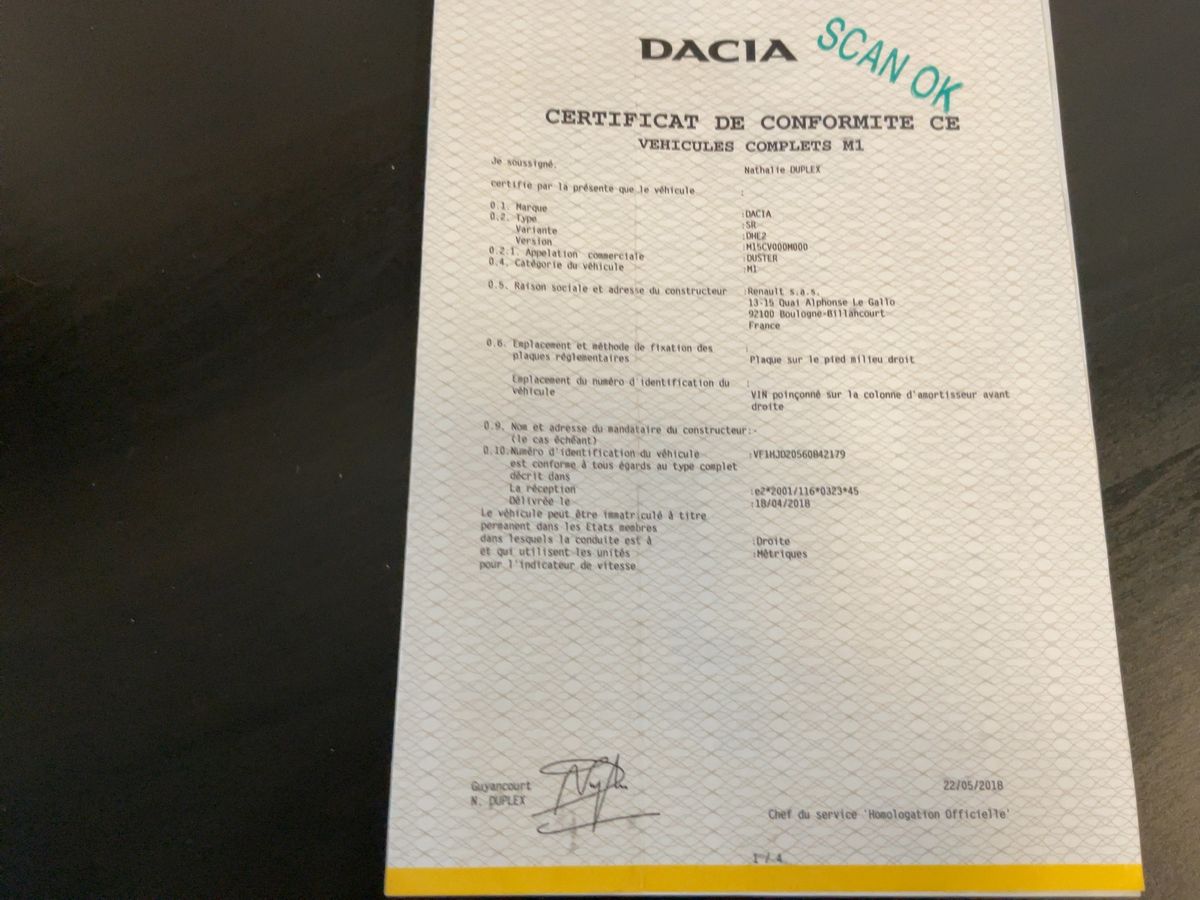 DACIA
SCAN OK
CERTIFICAT DE CONFORMITE CE
VEHICULES COMPLETS M1
Je soussigné. Nathalie DUPLEX
certifie par la présente que le véhicule :
0.1. Marque :DACIA
0.2. Type :SR
Variante :DHE2
Version :M15CV000M000
0.2.1. Appelation commerciale :DUSTER
0.4. Catégorie du véhicule :M1
0.5. Raison sociale et adresse du constructeur :Renault s.a.s.
13-15 Quai Alphonse Le Gallo
92100 Boulogne-Billancourt
France
0.6. Emplacement et méthode de fixation des :
plaques réglementaires Plaque sur le pied milieu droit
Emplacement du numéro d'identification du :
véhicule VIN poinçonné sur la colonne d'amortisseur avant
droite
0.9. Nom et adresse du mandataire du constructeur:-
(le cas échéant)
0.10.Numéro d'identification du véhicule :VF1HJD20560842179
est conforme à tous égards au type complet
décrit dans
La réception :e2*2001/116*0323*45
Délivrée le :18/04/2018
Le véhicule peut être immatriculé à titre
permanent dans les Etats membres
dans lesquels la conduite est à :Droite
et qui utilisent les unités :Métriques
pour l'indicateur de vitesse
Guyancourt 22/05/2018
N. DUPLEX
Chef du service 'Homologation Officielle'
1 / 4